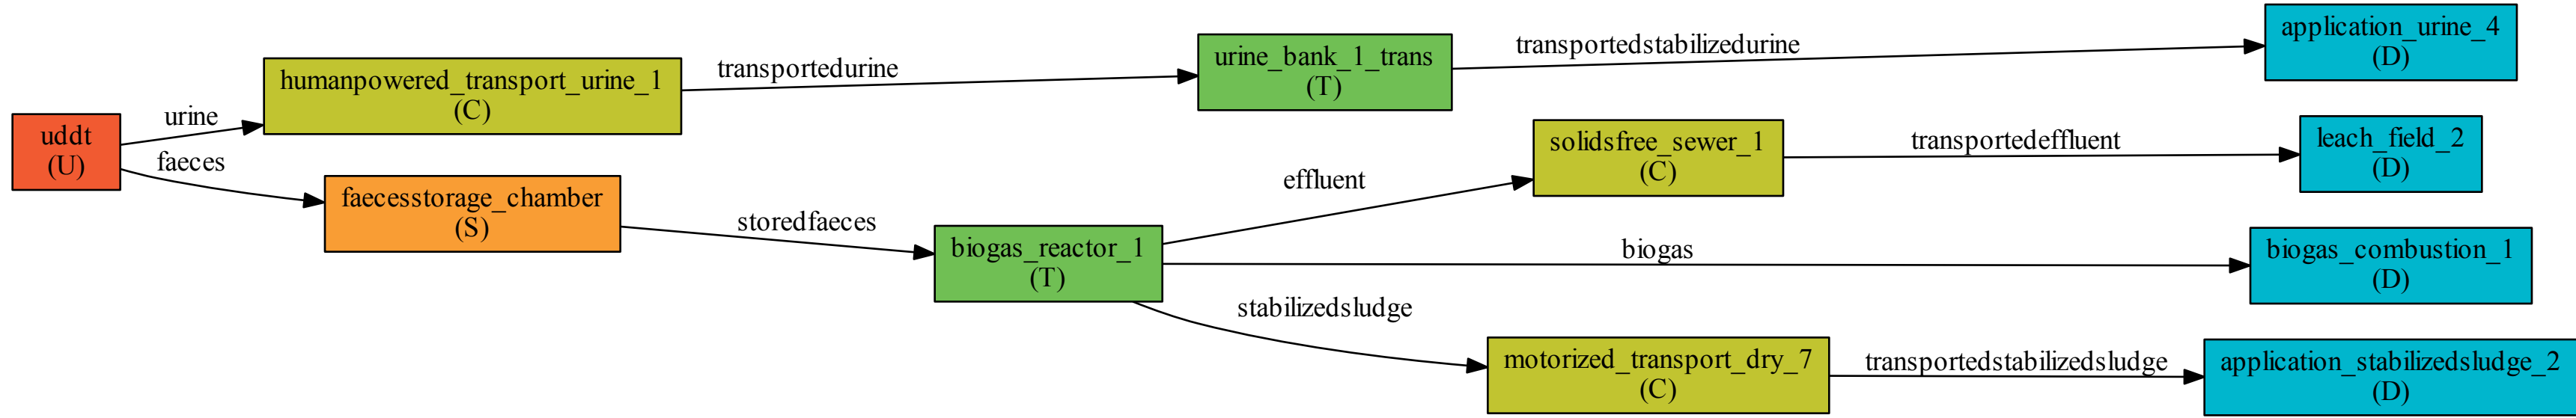 uddt
(U)
urine
faeces
humanpowered_transport_urine_1
(C)
transportedurine
urine_bank_1_trans
(T)
transportedstabilizedurine
application_urine_4
(D)
faecesstorage_chamber
(S)
storedfaeces
biogas_reactor_1
(T)
effluent
solidsfree_sewer_1
(C)
transportedeffluent
leach_field_2
(D)
biogas
biogas_combustion_1
(D)
stabilizedsludge
motorized_transport_dry_7
(C)
transportedstabilizedsludge
application_stabilizedsludge_2
(D)